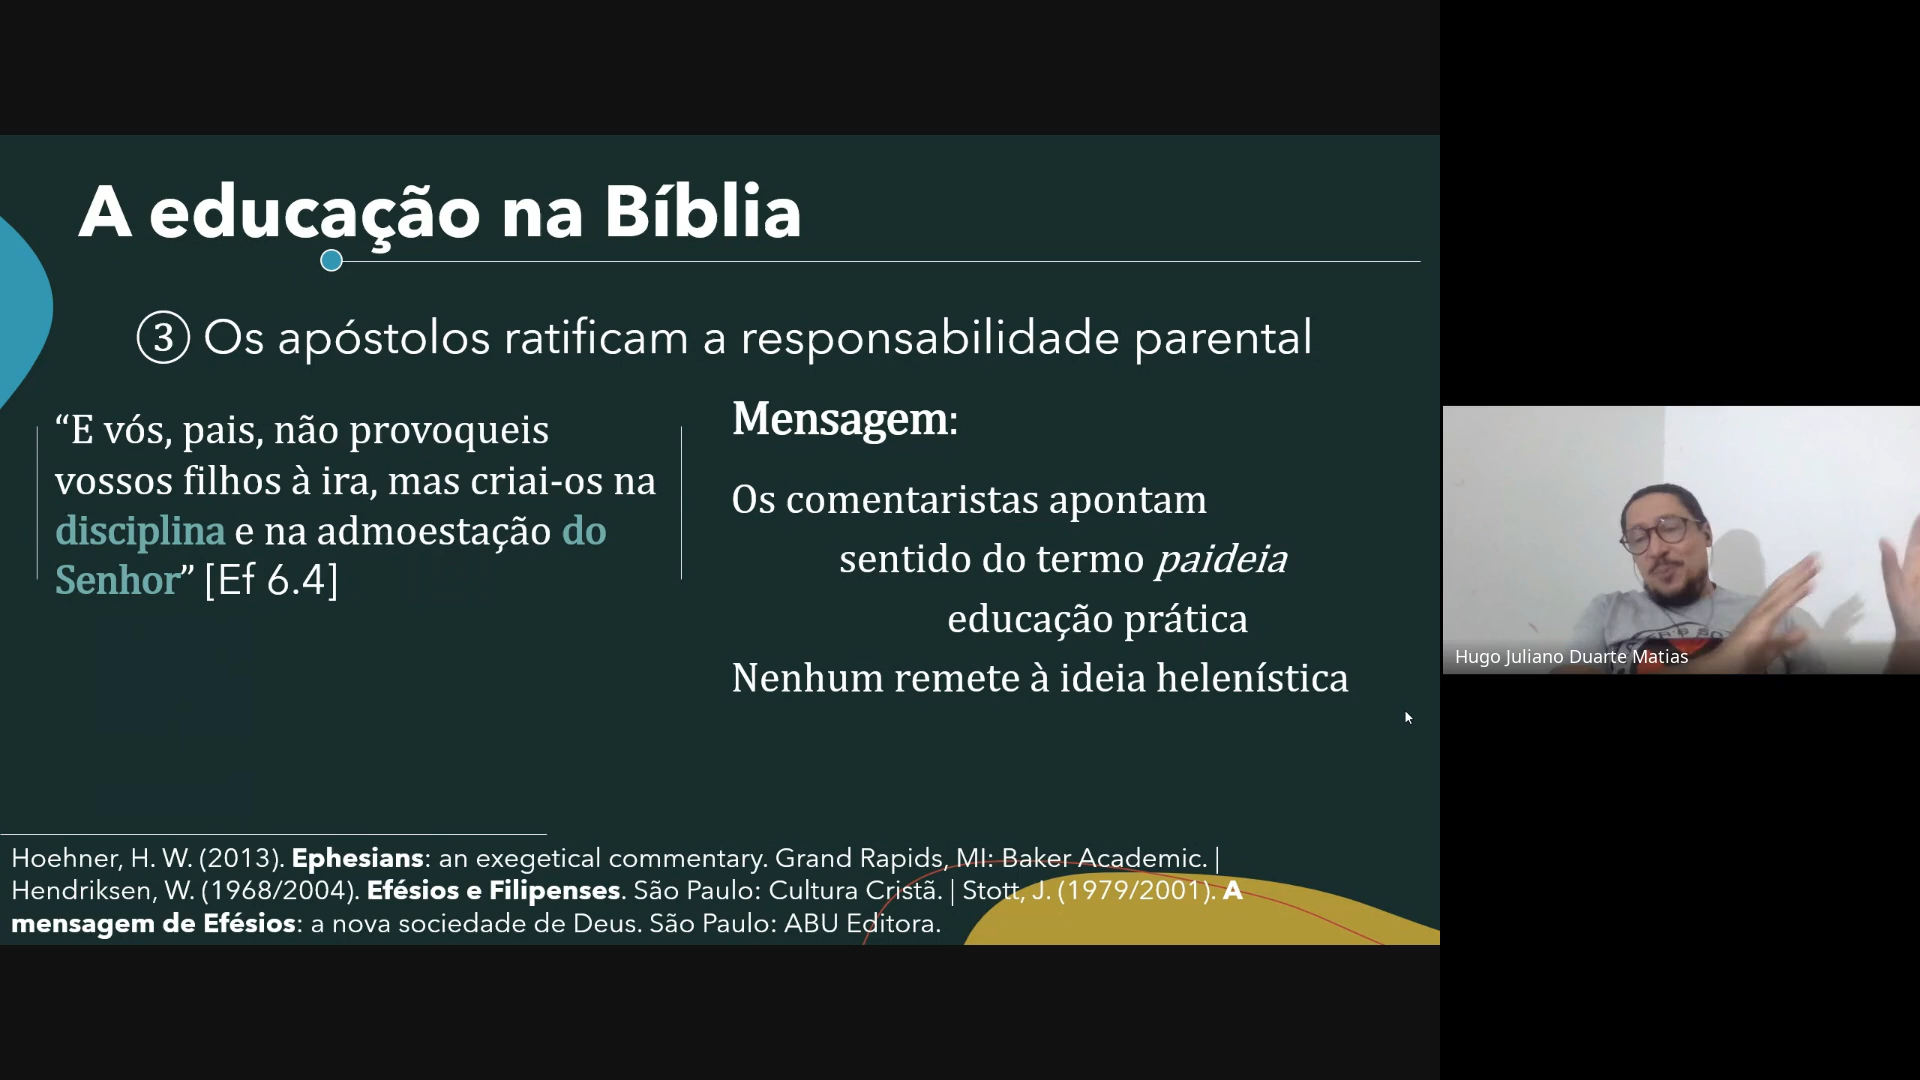 A educação na Bíblia
③ Os apóstolos ratificam a responsabilidade parental
“E vós, pais, não provoqueis
vossos filhos à ira, mas criai-os na
disciplina e na admoestação do
Senhor” [Ef 6.4]
Mensagem:
Os comentaristas apontam
sentido do termo paideia
educação prática
Nenhum remete à ideia helenística
Hoehner, H. W. (2013). Ephesians: an exegetical commentary. Grand Rapids, MI: Baker Academic. |
Hendriksen, W. (1968/2004). Efésios e Filipenses. São Paulo: Cultura Cristã. | Stott, J. (1979/2001). A
mensagem de Efésios: a nova sociedade de Deus. São Paulo: ABU Editora.
Hugo Juliano Duarte Matias